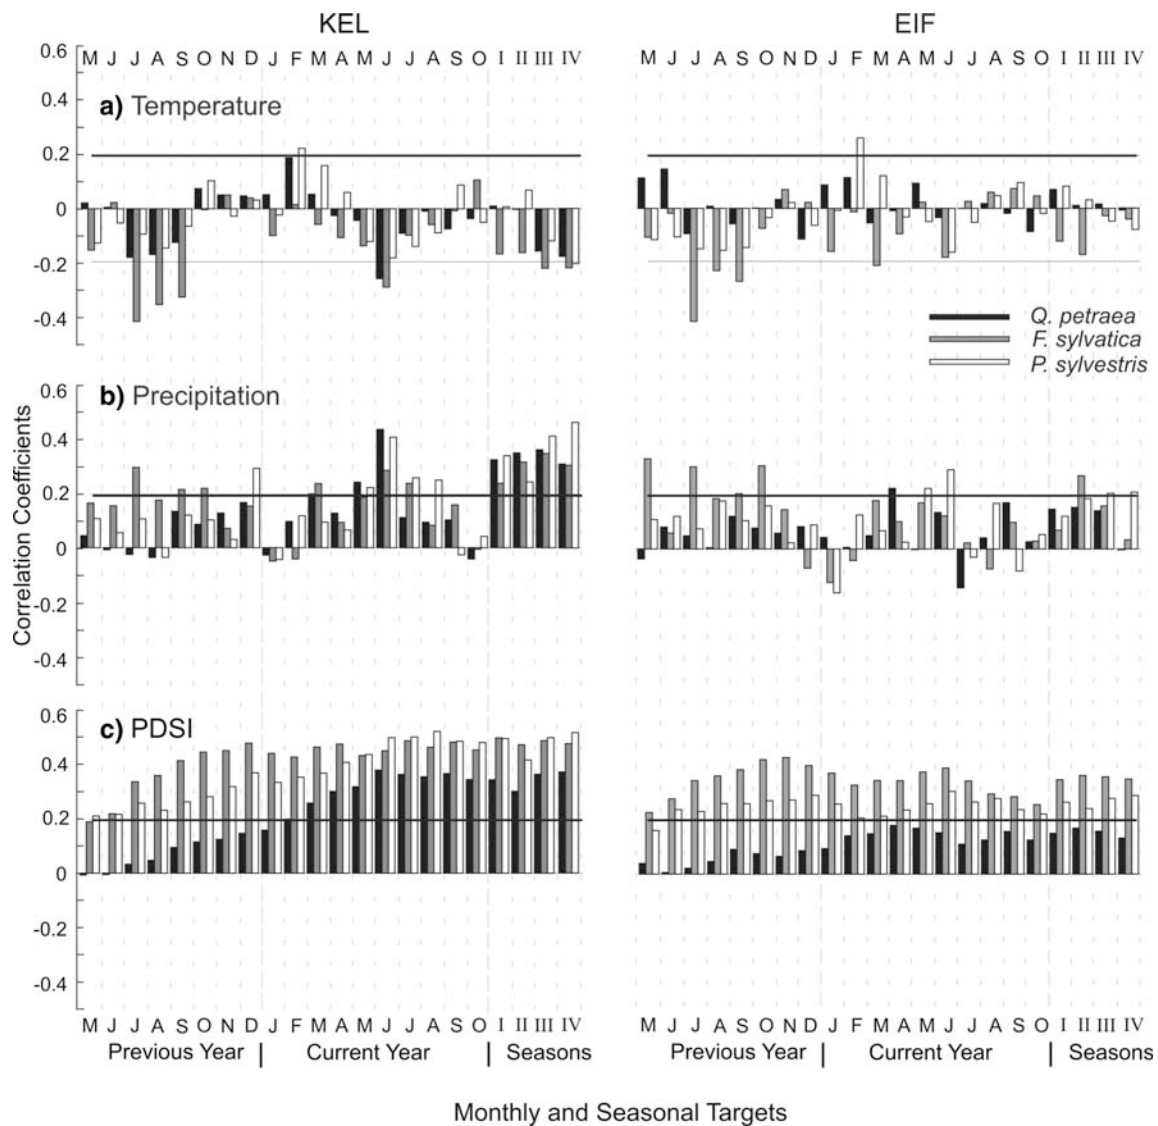 KEL
EIF
0.6
M J J A S O N D J F M A M J J A S O I II III IV
M J J A S O N D J F M A M J J A S O I II III IV
0.4
a) Temperature
0.2
0
-0.2
-0.4
Q. petraea
F. sylvatica
P. sylvestris
0.6
b) Precipitation
0.4
0.2
0
-0.2
-0.4
Correlation Coefficients
0.6
c) PDSI
0.4
0.2
0
-0.2
-0.4
M J J A S O N D J F M A M J J A S O I II III IV
M J J A S O N D J F M A M J J A S O I II III IV
Previous Year | Current Year | Seasons
Previous Year | Current Year | Seasons
Monthly and Seasonal Targets